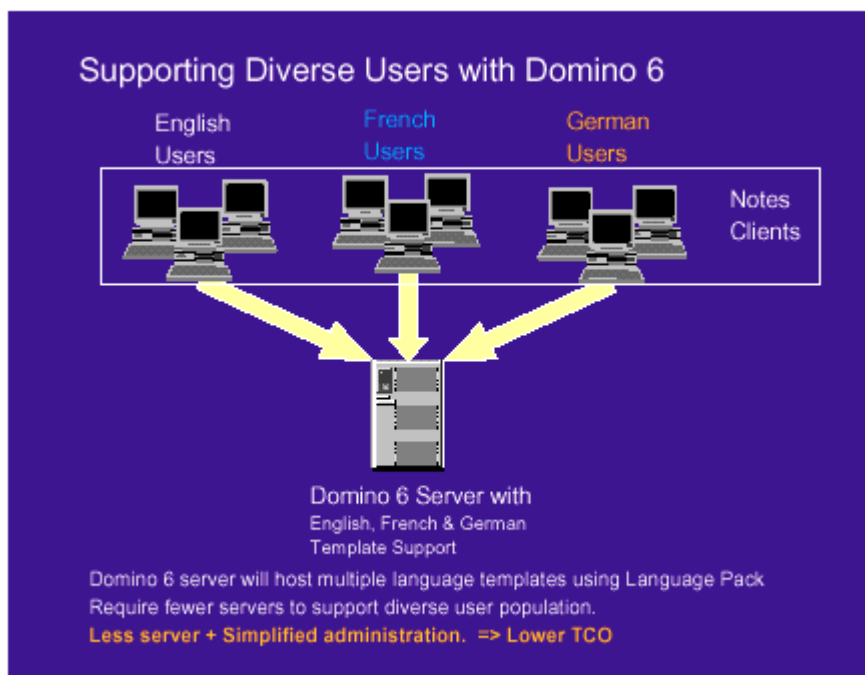 Supporting Diverse Users with Domino 6
English
Users
French
Users
German
Users
Notes
Clients
Domino 6 Server with
English, French & German
Template Support
Domino 6 server will host multiple language templates using Language Pack
Require fewer servers to support diverse user population.
Less server + Simplified administration.  => Lower TCO